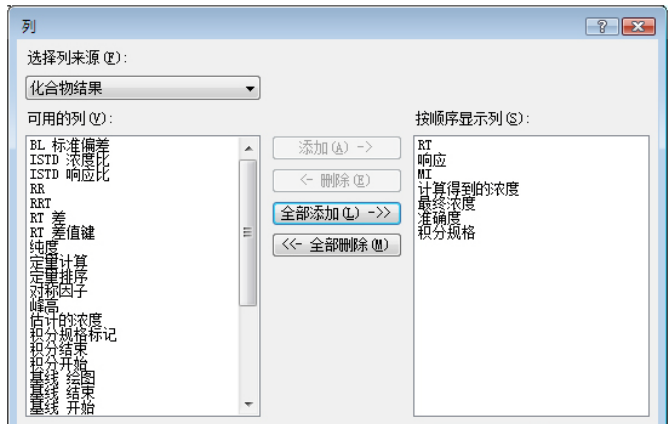 列
选择列来源(F):
化合物结果
可用的列(V):
按顺序显示列(S):
BL 标准偏差
ISTD 浓度比
ISTD 响应比
RR
RRT
RT 差
RT 差值键
纯度
定量计算
定量排序
对称因子
峰高
估计的浓度
积分规格标记
积分结束
积分开始
基线 绘图
基线 结束
基线 开始
添加(A) ->
<- 删除(E)
全部添加(L) ->>
<<- 全部删除(M)
RT
响应
MI
计算得到的浓度
最终浓度
准确度
积分规格